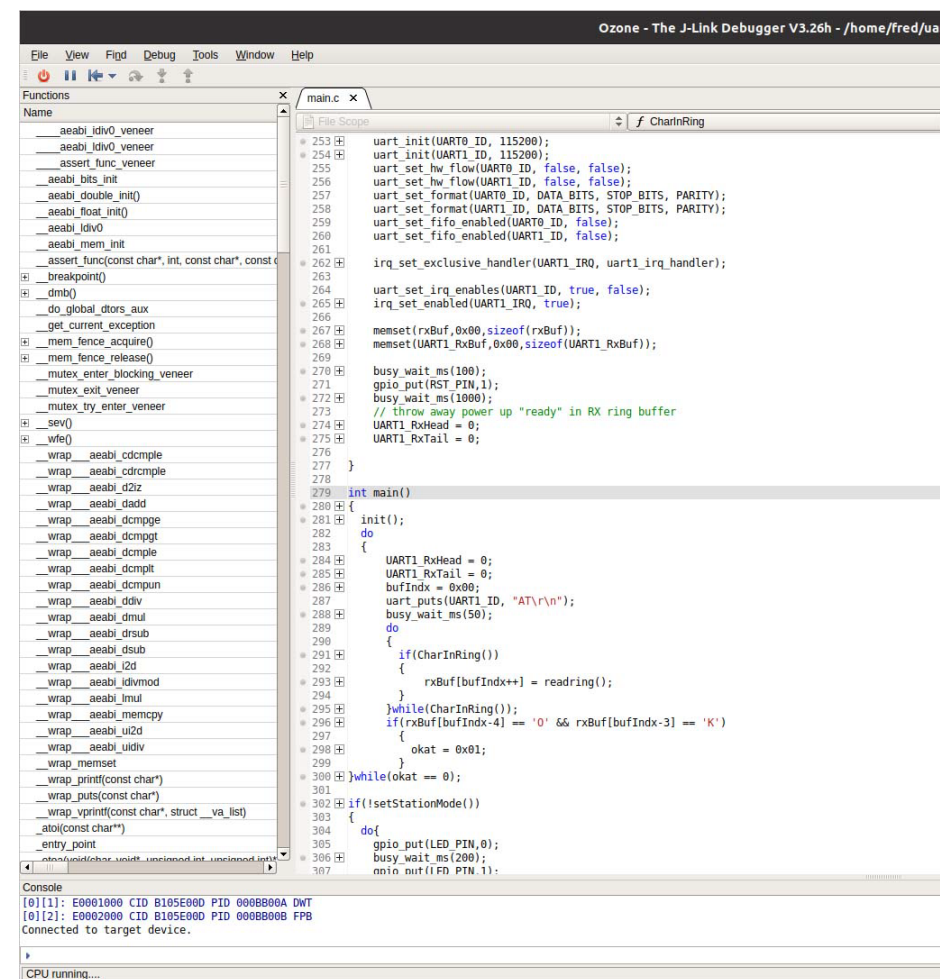 Ozone - The J-Link Debugger V3.26h - /home/fred/ua
File View Find Debug Tools Window Help
Functions
Name
____aeabi_idiv0_veneer
____aeabi_ldiv0_veneer
____assert_func_veneer
__aeabi_bits_init
__aeabi_double_init()
__aeabi_float_init()
__aeabi_ldiv0
__aeabi_mem_init
__assert_func(const char*, int, const char*, const c
__breakpoint()
__dmb()
__do_global_dtors_aux
__get_current_exception
__mem_fence_acquire()
__mem_fence_release()
__mutex_enter_blocking_veneer
__mutex_exit_veneer
__mutex_try_enter_veneer
__sev()
__wfe()
__wrap___aeabi_cdcmple
__wrap___aeabi_cdrcmple
__wrap___aeabi_d2iz
__wrap___aeabi_dadd
__wrap___aeabi_dcmpge
__wrap___aeabi_dcmpgt
__wrap___aeabi_dcmple
__wrap___aeabi_dcmplt
__wrap___aeabi_dcmpun
__wrap___aeabi_ddiv
__wrap___aeabi_dmul
__wrap___aeabi_drsub
__wrap___aeabi_dsub
__wrap___aeabi_i2d
__wrap___aeabi_idivmod
__wrap___aeabi_lmul
__wrap___aeabi_memcpy
__wrap___aeabi_ui2d
__wrap___aeabi_uidiv
__wrap_memset
__wrap_printf(const char*)
__wrap_puts(const char*)
__wrap_vprintf(const char*, struct __va_list)
_atoi(const char**)
_entry_point
main.c
File Scope
f CharInRing
253 uart_init(UART0_ID, 115200);
254 uart_init(UART1_ID, 115200);
255 uart_set_hw_flow(UART0_ID, false, false);
256 uart_set_hw_flow(UART1_ID, false, false);
257 uart_set_format(UART0_ID, DATA_BITS, STOP_BITS, PARITY);
258 uart_set_format(UART1_ID, DATA_BITS, STOP_BITS, PARITY);
259 uart_set_fifo_enabled(UART0_ID, false);
260 uart_set_fifo_enabled(UART1_ID, false);
261
262 irq_set_exclusive_handler(UART1_IRQ, uart1_irq_handler);
263
264 uart_set_irq_enables(UART1_ID, true, false);
265 irq_set_enabled(UART1_IRQ, true);
266
267 memset(rxBuf,0x00,sizeof(rxBuf));
268 memset(UART1_RxBuf,0x00,sizeof(UART1_RxBuf));
269
270 busy_wait_ms(100);
271 gpio_put(RST_PIN,1);
272 busy_wait_ms(1000);
273 // throw away power up "ready" in RX ring buffer
274 UART1_RxHead = 0;
275 UART1_RxTail = 0;
276
277 }
278
279 int main()
280 {
281 init();
282 do
283 {
284 UART1_RxHead = 0;
285 UART1_RxTail = 0;
286 bufIndx = 0x00;
287 uart_puts(UART1_ID, "AT\r\n");
288 busy_wait_ms(50);
289 do
290 {
291 if(CharInRing())
292 {
293 rxBuf[bufIndx++] = readring();
294 }
295 }while(CharInRing());
296 if(rxBuf[bufIndx-4] == 'O' && rxBuf[bufIndx-3] == 'K')
297 {
298 okat = 0x01;
299 }
300 }while(okat == 0);
301
302 if(!setStationMode())
303 {
304 do{
305 gpio_put(LED_PIN,0);
306 busy_wait_ms(200);
307 gpio_put(LED_PIN,1);
Console
[0][1]: E0001000 CID B105E00D PID 000BB00A DWT
[0][2]: E0002000 CID B105E00D PID 000BB00B FPB
Connected to target device.
CPU running....